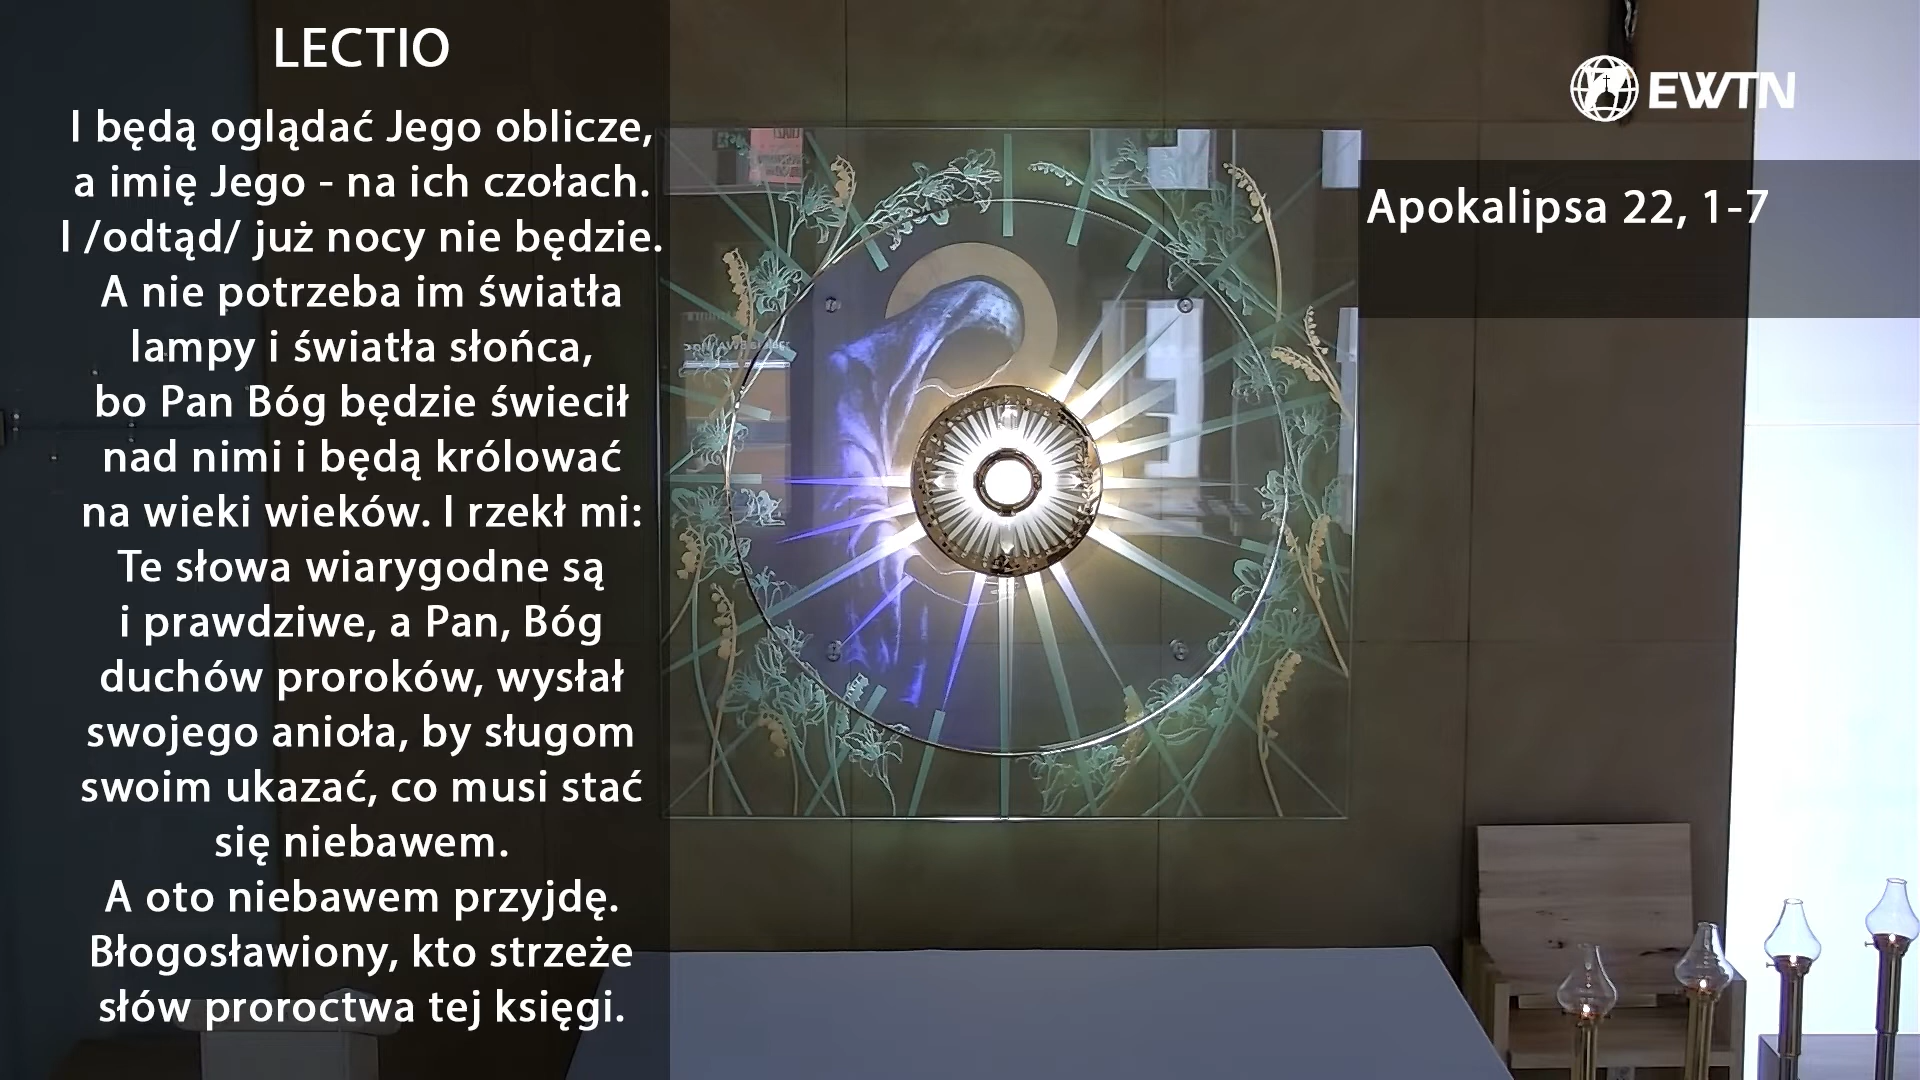 LECTIO
I będą oglądać Jego oblicze,
a imię Jego - na ich czołach.
I /odtąd/ już nocy nie będzie.
A nie potrzeba im światła
lampy i światła słońca,
bo Pan Bóg będzie świecił
nad nimi i będą królować
na wieki wieków. I rzekł mi:
Te słowa wiarygodne są
i prawdziwe, a Pan, Bóg
duchów proroków, wysłał
swojego anioła, by sługom
swoim ukazać, co musi stać
się niebawem.
A oto niebawem przyjdę.
Błogosławiony, kto strzeże
słów proroctwa tej księgi.
EWTN
Apokalipsa 22, 1-7